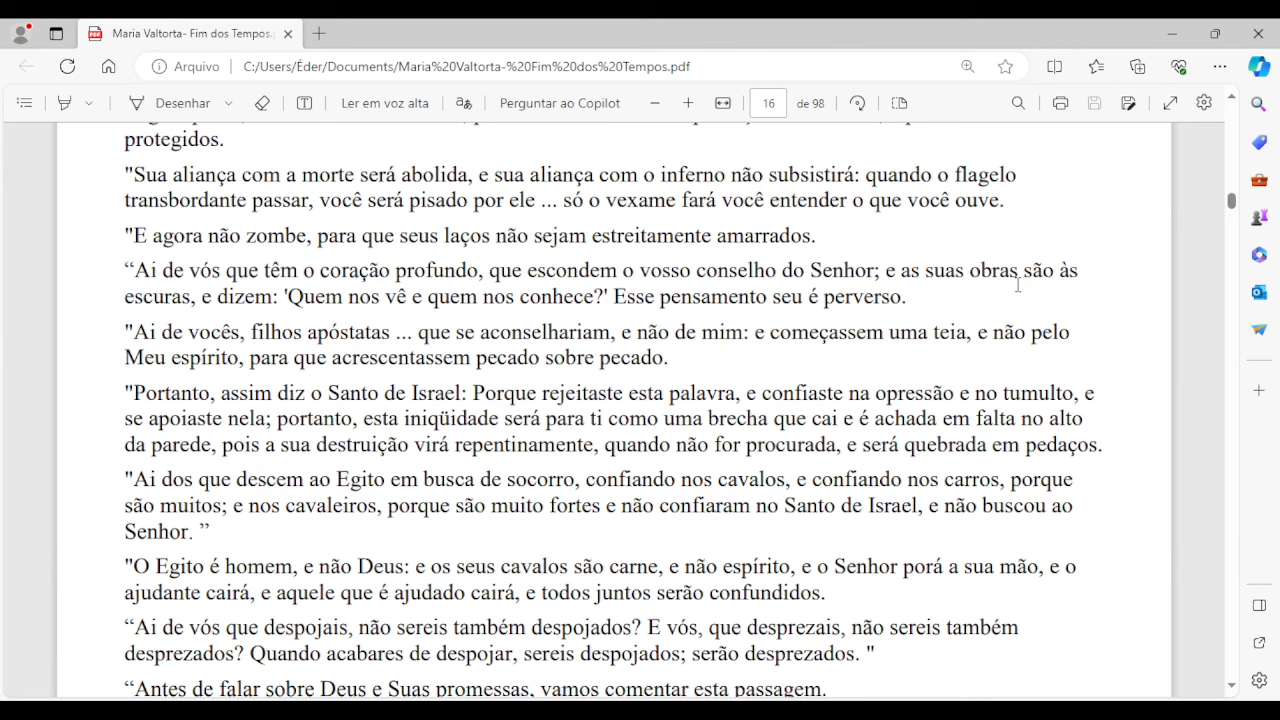 Maria Valtorta- Fim dos Tempos.
Arquivo C:/Users/Éder/Documents/Maria%20Valtorta-%20Fim%20dos%20Tempos.pdf
Desenhar Ler em voz alta Perguntar ao Copilot 16 de 98
protegidos.
"Sua aliança com a morte será abolida, e sua aliança com o inferno não subsistirá: quando o flagelo
transbordante passar, você será pisado por ele ... só o vexame fará você entender o que você ouve.
"E agora não zombe, para que seus laços não sejam estreitamente amarrados.
“Ai de vós que têm o coração profundo, que escondem o vosso conselho do Senhor; e as suas obras são às
escuras, e dizem: 'Quem nos vê e quem nos conhece?' Esse pensamento seu é perverso.
"Ai de vocês, filhos apóstatas ... que se aconselhariam, e não de mim: e começassem uma teia, e não pelo
Meu espírito, para que acrescentassem pecado sobre pecado.
"Portanto, assim diz o Santo de Israel: Porque rejeitaste esta palavra, e confiaste na opressão e no tumulto, e
se apoiaste nela; portanto, esta iniqüidade será para ti como uma brecha que cai e é achada em falta no alto
da parede, pois a sua destruição virá repentinamente, quando não for procurada, e será quebrada em pedaços.
"Ai dos que descem ao Egito em busca de socorro, confiando nos cavalos, e confiando nos carros, porque
são muitos; e nos cavaleiros, porque são muito fortes e não confiaram no Santo de Israel, e não buscou ao
Senhor. ”
"O Egito é homem, e não Deus: e os seus cavalos são carne, e não espírito, e o Senhor porá a sua mão, e o
ajudante cairá, e aquele que é ajudado cairá, e todos juntos serão confundidos.
“Ai de vós que despojais, não sereis também despojados? E vós, que desprezais, não sereis também
desprezados? Quando acabares de despojar, sereis despojados; serão desprezados. "
“Antes de falar sobre Deus e Suas promessas, vamos comentar esta passagem.